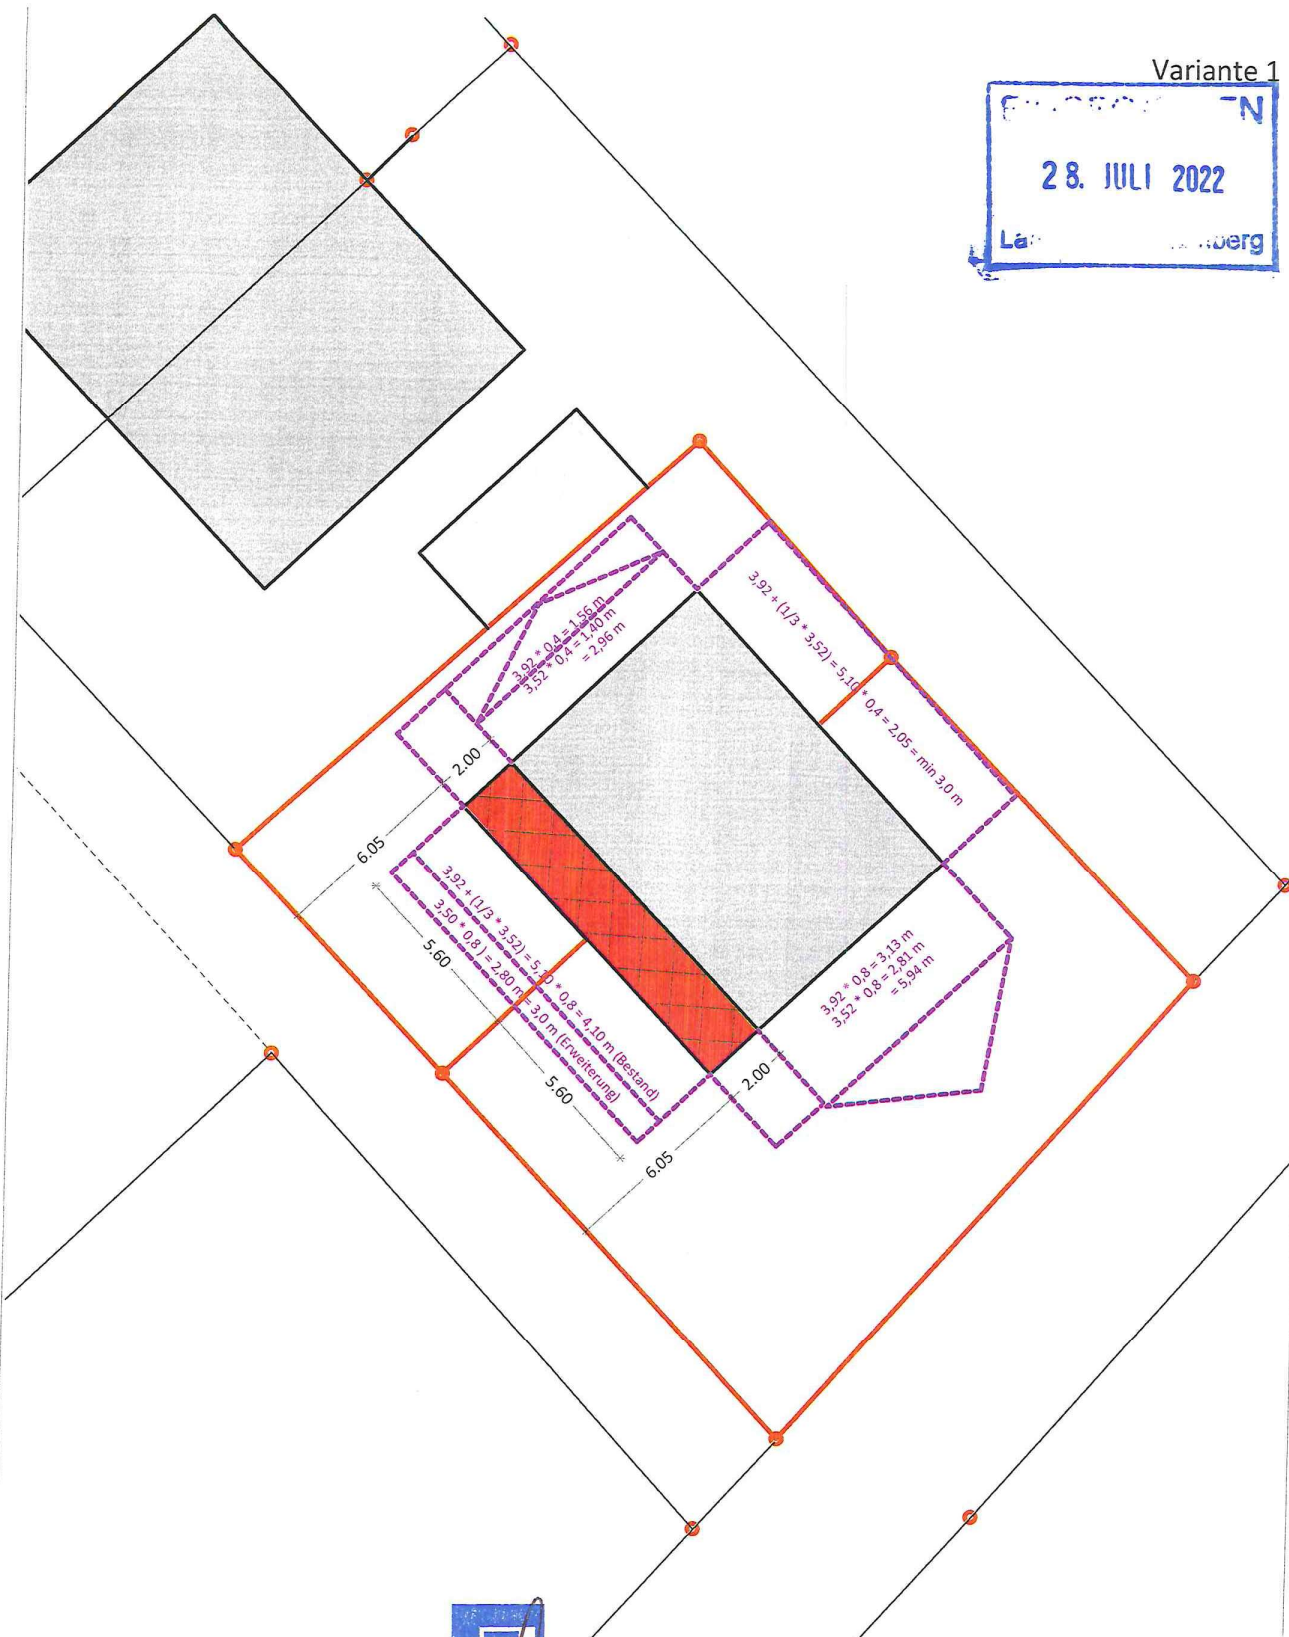 Variante 1
28. JULI 2022
3,92 * 0,4 = 1,56 m
3,52 * 0,4 = 1,40 m
= 2,96 m
3,92 + (1/3 * 3,52) = 5,10 * 0,4 = 2,05 = min 3,0 m
2.00
6.05
3,92 + (1/3 * 3,52) = 5,10 * 0,8 = 4,10 m (Bestand)
3,50 * 0,8 ) = 2,80 m = 3,0 m (Erweiterung)
5.60
5.60
3,92 * 0,8 = 3,13 m
3,52 * 0,8 = 2,81 m
= 5,94 m
2.00
6.05